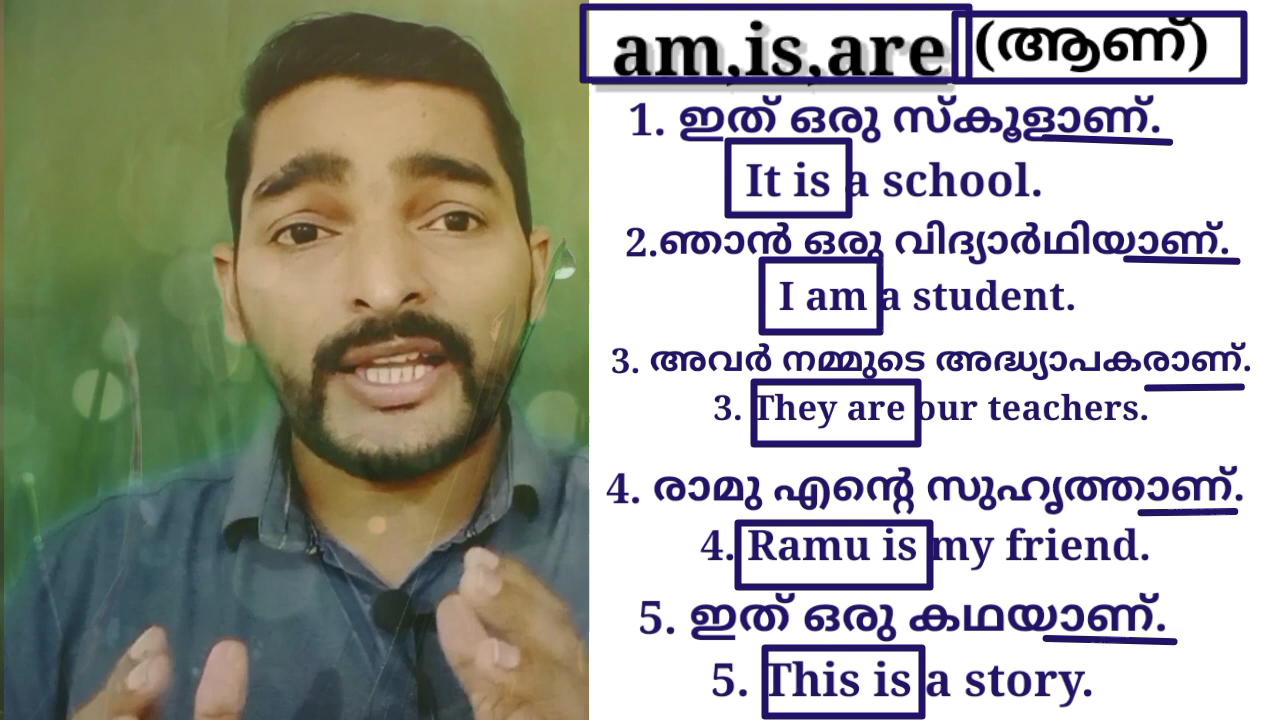 am,is,are (ആണ്)
1. ഇത് ഒരു സ്കൂളാണ്.
It is a school.
2.ഞാൻ ഒരു വിദ്യാർഥിയാണ്.
I am a student.
3. അവർ നമ്മുടെ അദ്ധ്യാപകരാണ്.
3. They are our teachers.
4. രാമു എന്റെ സുഹൃത്താണ്.
4. Ramu is my friend.
5. ഇത് ഒരു കഥയാണ്.
5. This is a story.